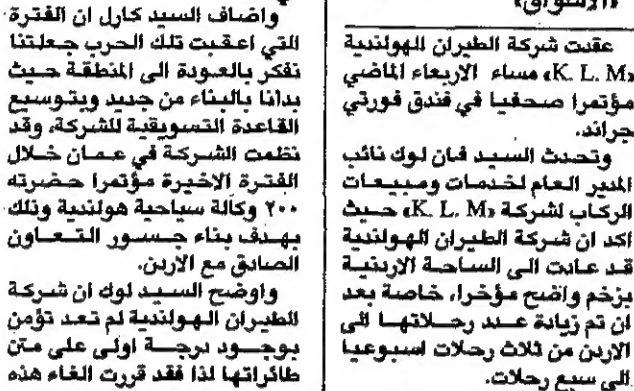 «الأسواق»
عقدت شركة الطيران الهولندية
«K. L. M» مساء الاربعاء الماضي
مؤتمرا صحفيا في فندق فورتي
جراند.
وتحدث السيد فان لوك نائب
المدير العام لخدمات ومبيعات
الركاب لشركة «K. L. M» حيث
اكد ان شركة الطيران الهولندية
قد عادت الى الساحة الاردنية
بزخم واضح مؤخرا، خاصة بعد
ان تم زيادة عدد رحلاتها الى
الاردن من ثلاث رحلات اسبوعيا
الى سبع رحلات.
واضاف السيد كارل ان الفترة
التي اعقبت تلك الحرب جعلتنا
نفكر بالعودة الى المنطقة حيث
بدانا بالبناء من جديد وبتوسيع
القاعدة التسويقية للشركة، وقد
نظمت الشركة في عمان خلال
الفترة الاخيرة مؤتمرا حضرته
٢٠٠ وكالة سياحية هولندية وذلك
بهدف بناء جسور التعاون
الصادق مع الاردن.
واوضح السيد لوك ان شركة
الطيران الهولندية لم تعد تؤمن
بوجود درجة اولى على متن
طائراتها لذا فقد قررت الغاء هذه